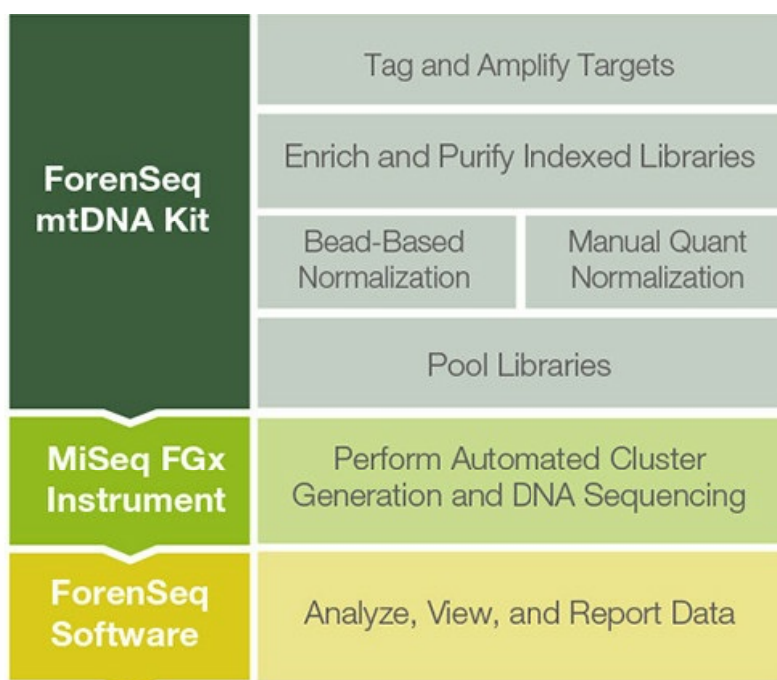 ForenSeq
mtDNA Kit
Tag and Amplify Targets
Enrich and Purify Indexed Libraries
Bead-Based
Normalization
Manual Quant
Normalization
Pool Libraries
MiSeq FGx
Instrument
Perform Automated Cluster
Generation and DNA Sequencing
ForenSeq
Software
Analyze, View, and Report Data